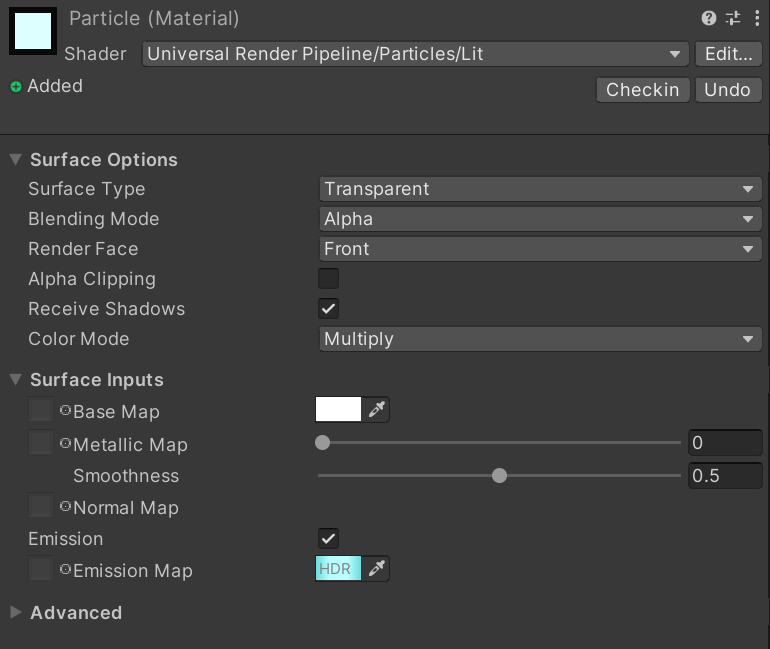 Particle (Material)
Shader Universal Render Pipeline/Particles/Lit Edit...
Added Checkin Undo
Surface Options
Surface Type Transparent
Blending Mode Alpha
Render Face Front
Alpha Clipping
Receive Shadows
Color Mode Multiply
Surface Inputs
Base Map
Metallic Map 0
Smoothness 0.5
Normal Map
Emission
Emission Map HDR
Advanced